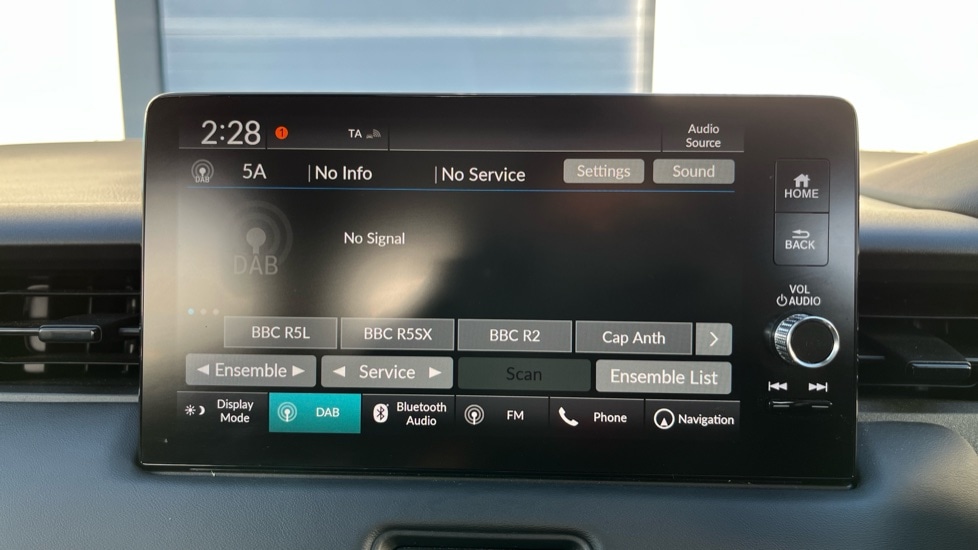 2:28 1 TA Audio Source
DAB 5A No Info No Service Settings Sound
HOME
DAB No Signal
BACK
VOL
AUDIO
BBC R5L BBC R5SX BBC R2 Cap Anth
Ensemble Service Scan Ensemble List
Display Mode DAB Bluetooth Audio FM Phone Navigation